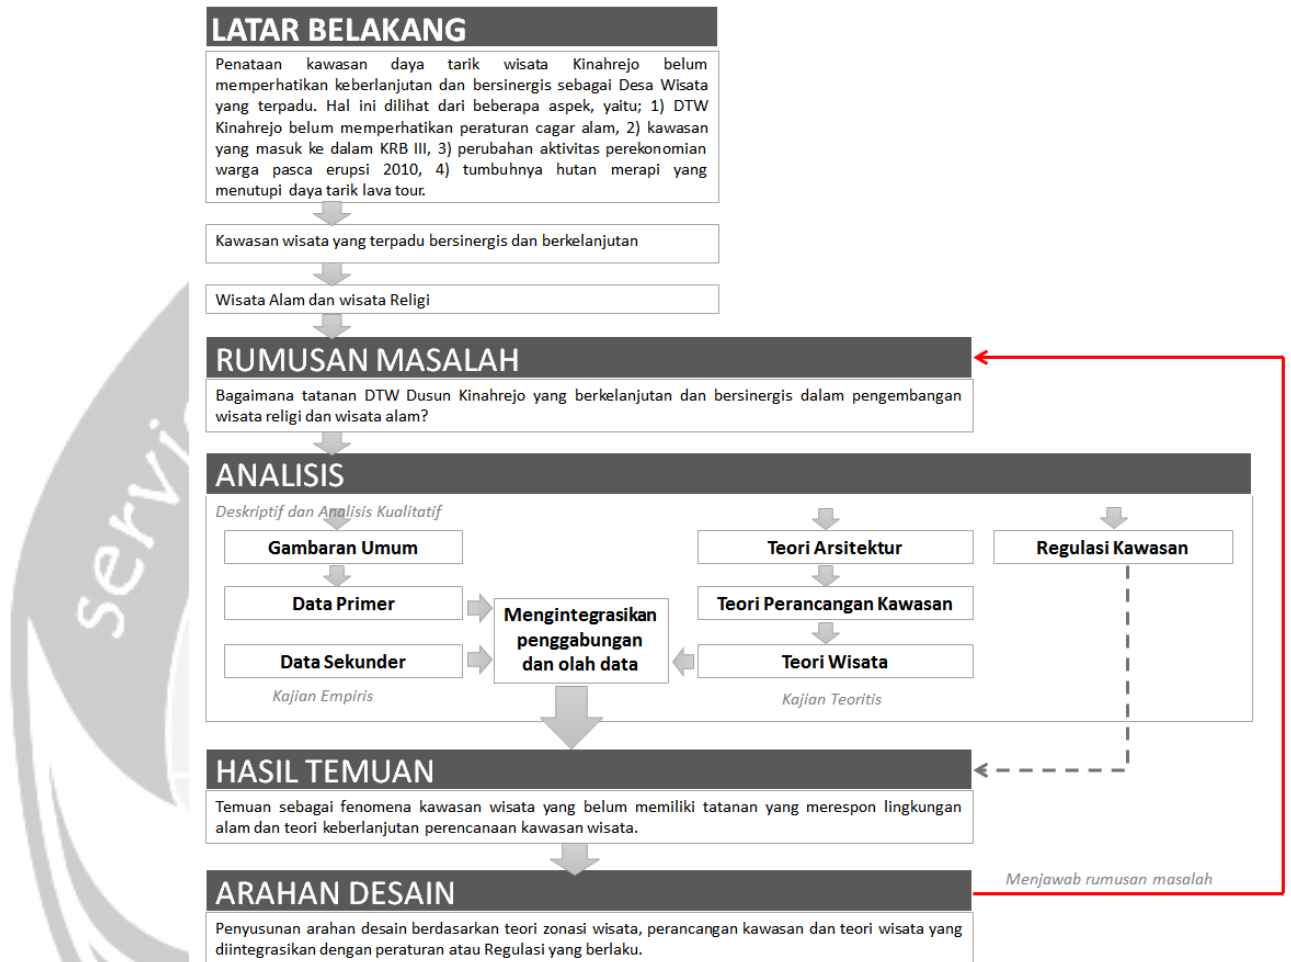 LATAR BELAKANG
Penataan kawasan daya tarik wisata Kinahrejo belum
memperhatikan keberlanjutan dan bersinergis sebagai Desa Wisata
yang terpadu. Hal ini dilihat dari beberapa aspek, yaitu; 1) DTW
Kinahrejo belum memperhatikan peraturan cagar alam, 2) kawasan
yang masuk ke dalam KRB III, 3) perubahan aktivitas perekonomian
warga pasca erupsi 2010, 4) tumbuhnya hutan merapi yang
menutupi daya tarik lava tour.
Kawasan wisata yang terpadu bersinergis dan berkelanjutan
Wisata Alam dan wisata Religi
RUMUSAN MASALAH
Bagaimana tatanan DTW Dusun Kinahrejo yang berkelanjutan dan bersinergis dalam pengembangan
wisata religi dan wisata alam?
ANALISIS
Deskriptif dan Analisis Kualitatif
Gambaran Umum
Teori Arsitektur
Regulasi Kawasan
Data Primer
Teori Perancangan Kawasan
Mengintegrasikan
penggabungan
dan olah data
Data Sekunder
Teori Wisata
Kajian Empiris
Kajian Teoritis
HASIL TEMUAN
Temuan sebagai fenomena kawasan wisata yang belum memiliki tatanan yang merespon lingkungan
alam dan teori keberlanjutan perencanaan kawasan wisata.
ARAHAN DESAIN
Menjawab rumusan masalah
Penyusunan arahan desain berdasarkan teori zonasi wisata, perancangan kawasan dan teori wisata yang
diintegrasikan dengan peraturan atau Regulasi yang berlaku.